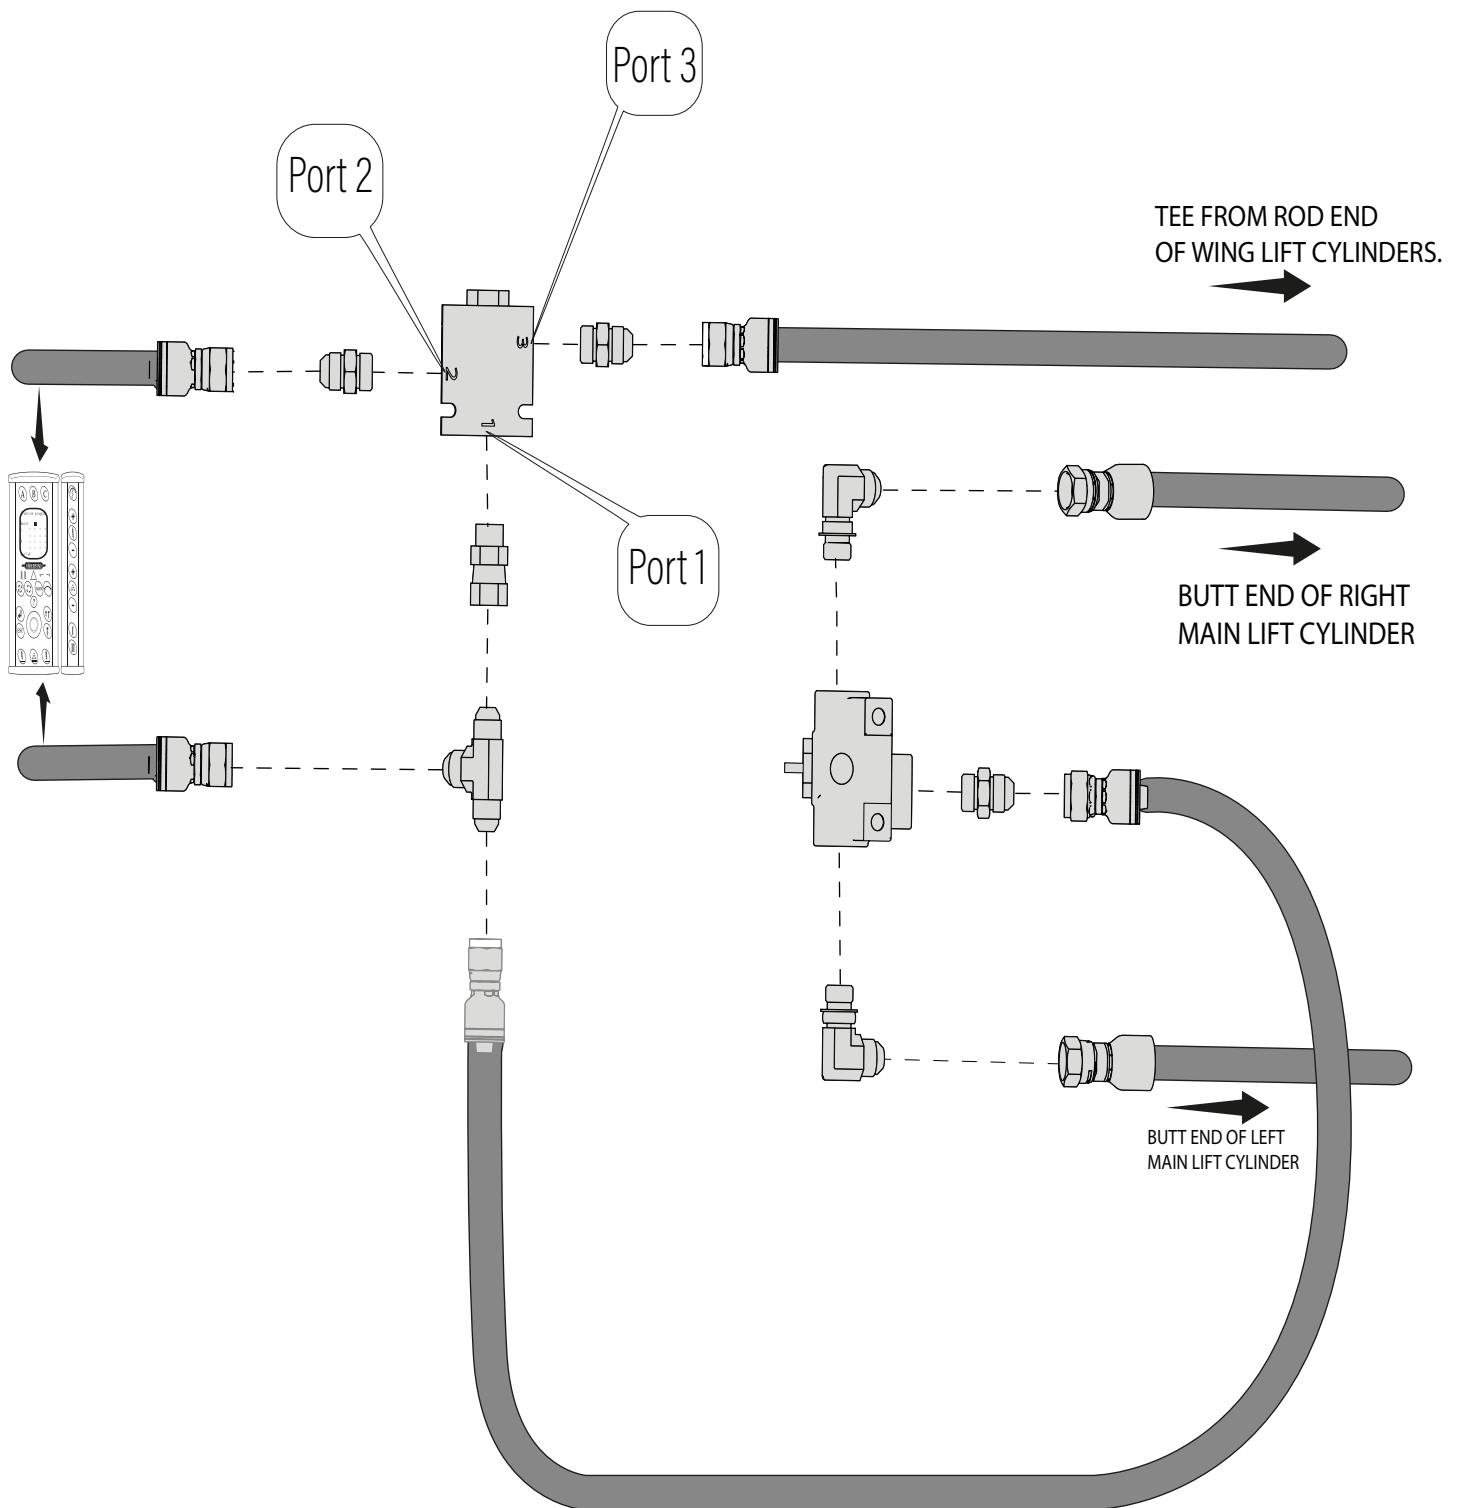 Port 3
Port 2
TEE FROM ROD END
OF WING LIFT CYLINDERS.
3
2
1
A B C
Port 1
BUTT END OF RIGHT
MAIN LIFT CYLINDER
BUTT END OF LEFT
MAIN LIFT CYLINDER